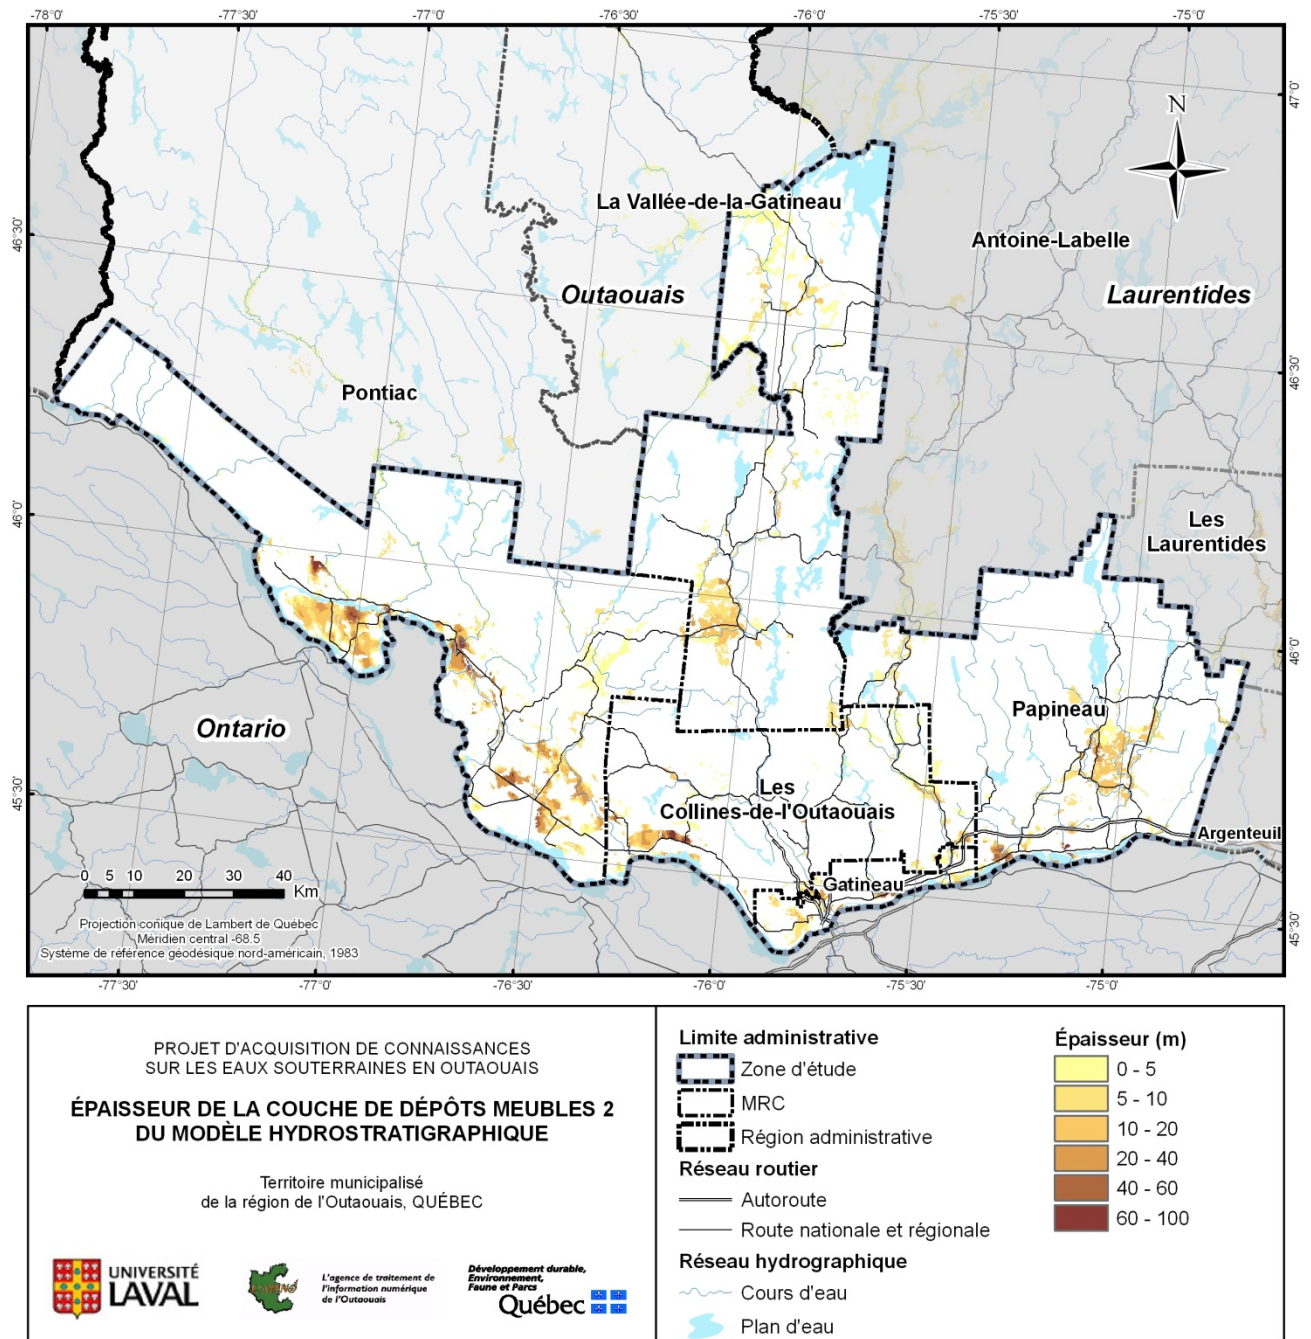 -78°0' -77°30' -77°0' -76°30' -76°0' -75°30' -75°0'
47°0'
N
La Vallée-de-la-Gatineau
Antoine-Labelle
46°30'
Outaouais
Laurentides
46°30'
Pontiac
46°0'
Les
Laurentides
46°0'
Ontario
Papineau
45°30'
Les
Collines-de-l'Outaouais
Argenteuil
Gatineau
0 5 10 20 30 40
Km
Projection conique de Lambert de Québec
Méridien central -68.5
Système de référence géodésique nord-américain, 1983
45°30'
-77°30' -77°0' -76°30' -76°0' -75°30' -75°0'
PROJET D'ACQUISITION DE CONNAISSANCES
SUR LES EAUX SOUTERRAINES EN OUTAOUAIS
ÉPAISSEUR DE LA COUCHE DE DÉPÔTS MEUBLES 2
DU MODÈLE HYDROSTRATIGRAPHIQUE
Territoire municipalisé
de la région de l'Outaouais, QUÉBEC
UNIVERSITÉ
LAVAL
L'agence de traitement de
l'information numérique
de l'Outaouais
Développement durable,
Environnement,
Faune et Parcs
Québec
Limite administrative
Zone d'étude
MRC
Région administrative
Réseau routier
Autoroute
Route nationale et régionale
Réseau hydrographique
Cours d'eau
Plan d'eau
Épaisseur (m)
0 - 5
5 - 10
10 - 20
20 - 40
40 - 60
60 - 100